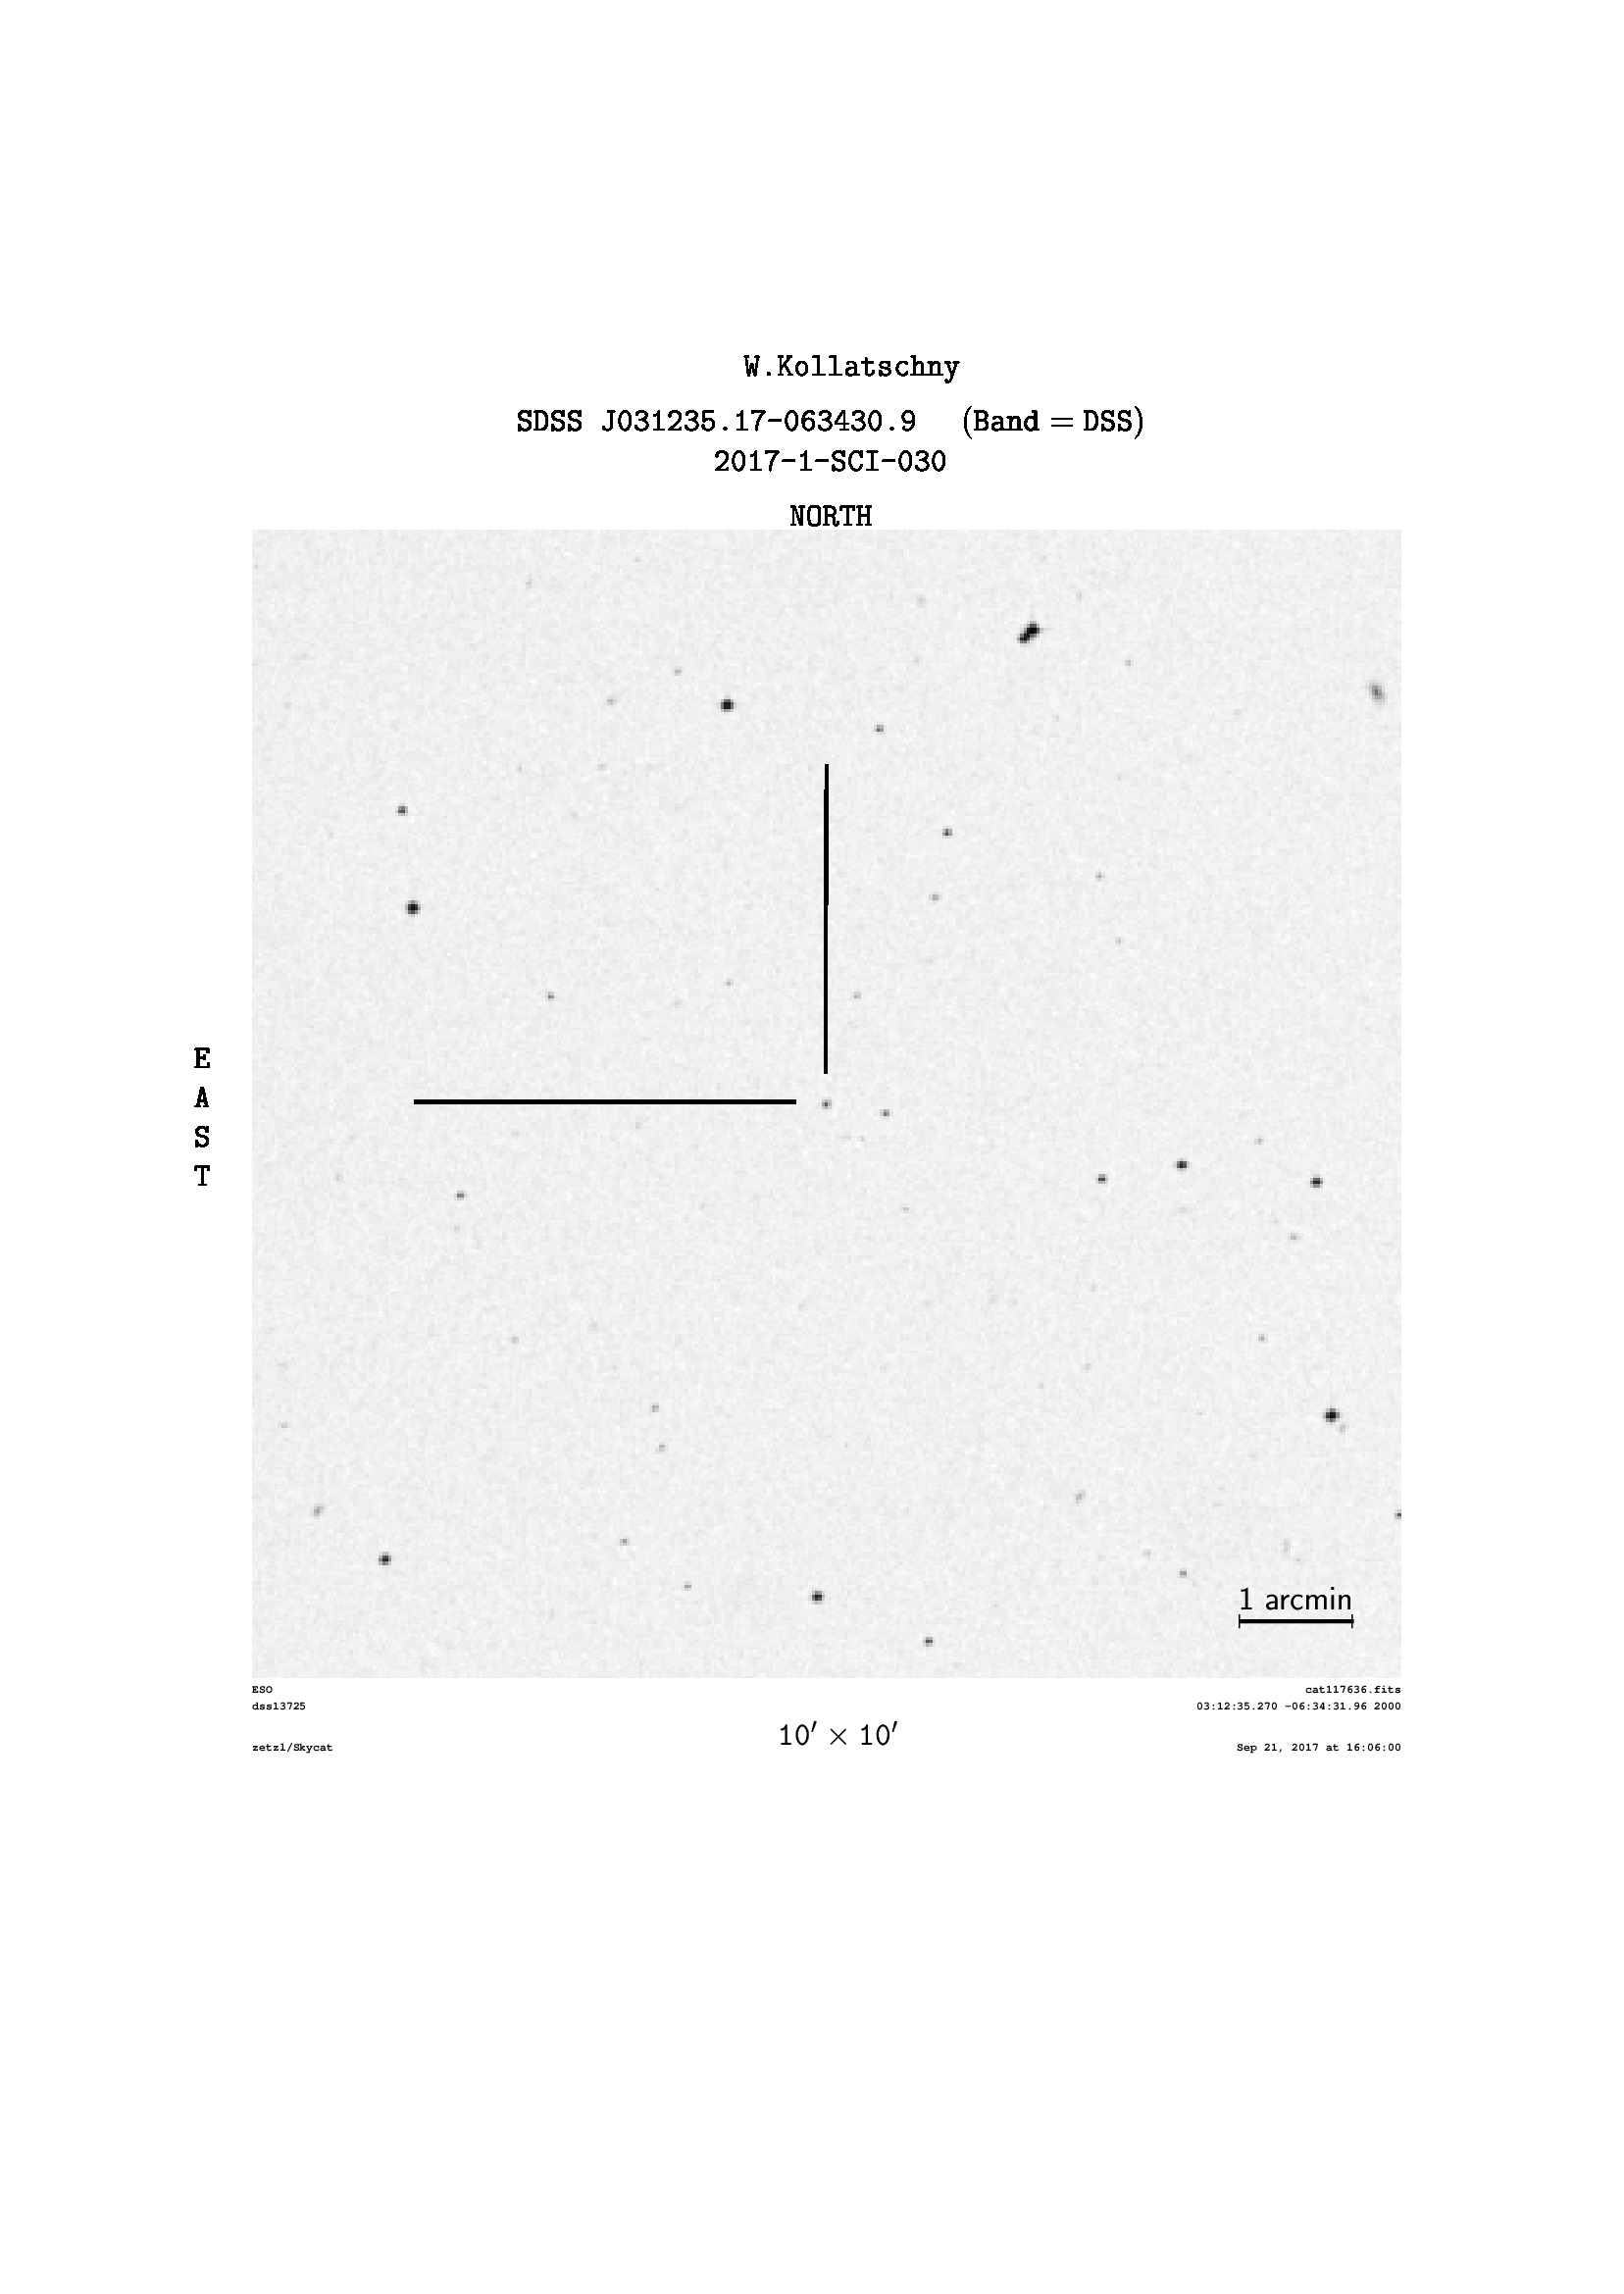 W.Kollatschny
SDSS J031235.17-063430.9 (Band = DSS)
2017-1-SCI-030
NORTH
E
A
S
T
1 arcmin
ESO cat117636.fits
dss13725 03:12:35.270 -06:34:31.96 2000
10′ × 10′
zetzl/Skycat Sep 21, 2017 at 16:06:00